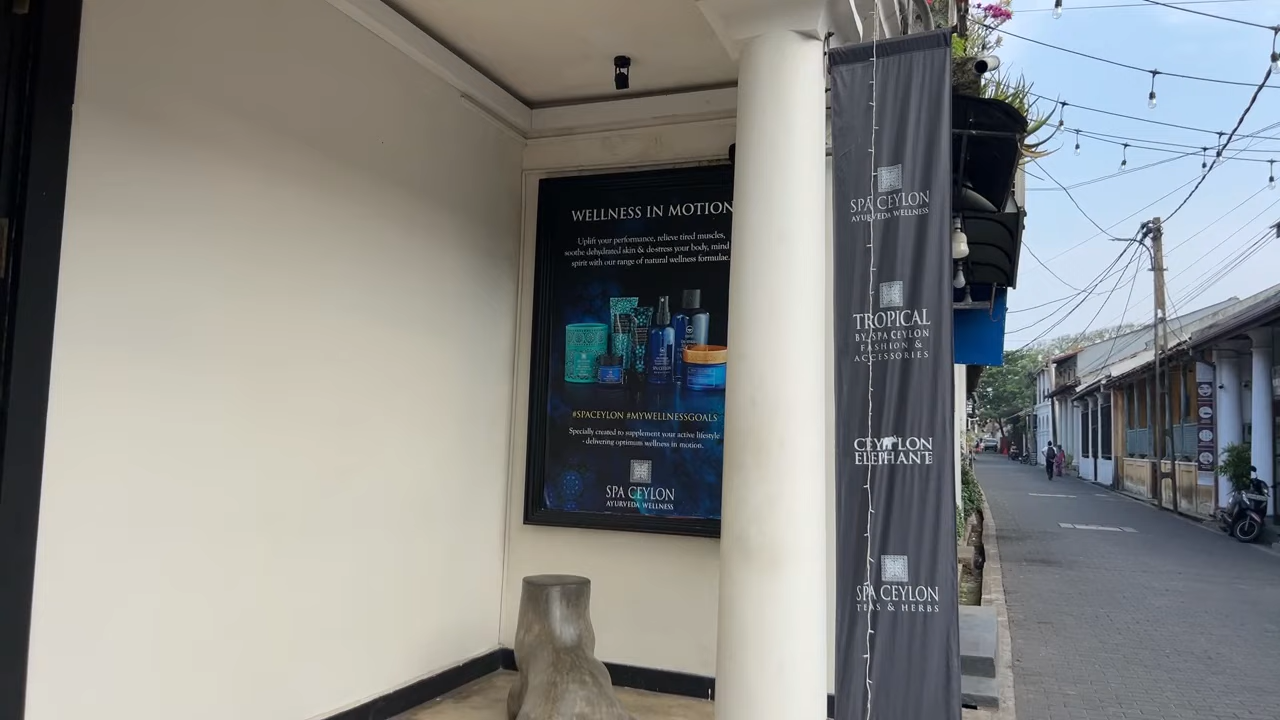 WELLNESS IN MOTION
Uplift your performance, relieve tired muscles,
soothe dehydrated skin & de-stress your body, mind
spirit with our range of natural wellness formulae.
#SPACEYLON #MYWELLNESSGOALS
Specially created to supplement your active lifestyle
- delivering optimum wellness in motion.
SPA CEYLON
AYURVEDA WELLNESS
SPA CEYLON
AYURVEDA WELLNESS
TROPICAL
BY SPA CEYLON
FASHION &
ACCESSORIES
CEYLON
ELEPHANT
SPA CEYLON
TEAS & HERBS